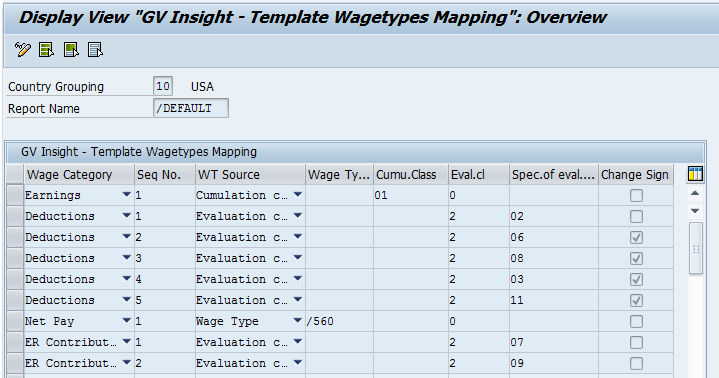 Display View "GV Insight - Template Wagetypes Mapping": Overview
Country Grouping 10 USA
Report Name /DEFAULT
GV Insight - Template Wagetypes Mapping
Wage Category Seq No. WT Source Wage Ty... Cumu.Class Eval.cl Spec.of eval.... Change Sign
Earnings 1 Cumulation c… 01 0
Deductions 1 Evaluation c… 2 02
Deductions 2 Evaluation c… 2 06
Deductions 3 Evaluation c… 2 08
Deductions 4 Evaluation c… 2 03
Deductions 5 Evaluation c… 2 11
Net Pay 1 Wage Type /560 0
ER Contribut… 1 Evaluation c… 2 07
ER Contribut… 2 Evaluation c… 2 09